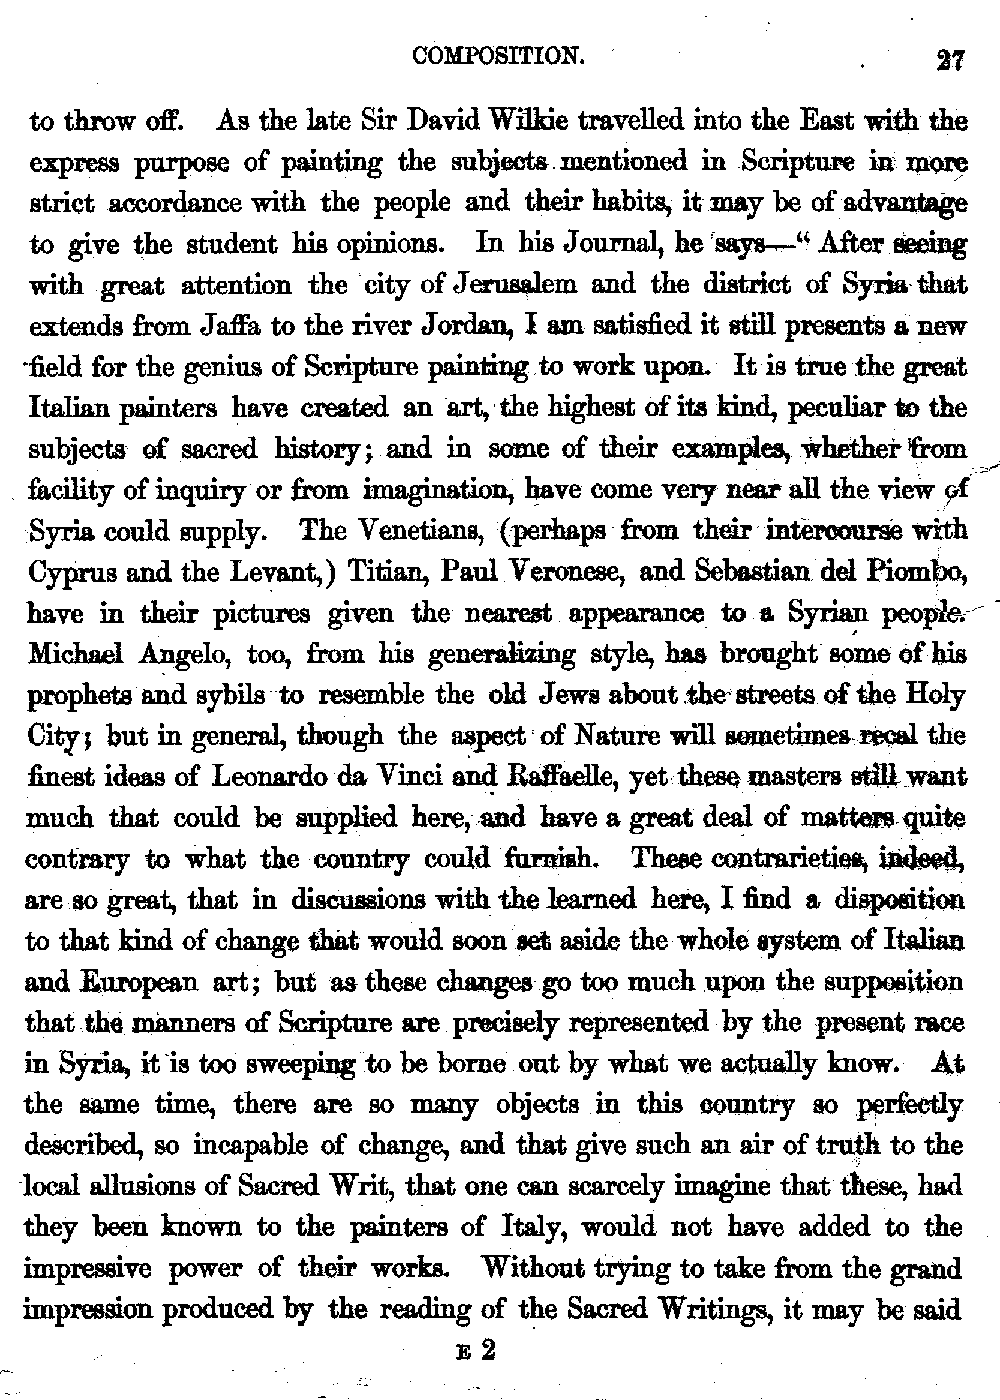 COMPOSITION. 27
to throw off. As the late Sir David Wilkie travelled into the East with the
express purpose of painting the subjects mentioned in Scripture in more
strict accordance with the people and their habits, it may be of advantage
to give the student his opinions. In his Journal, he says—“ After seeing
with great attention the city of Jerusalem and the district of Syria that
extends from Jaffa to the river Jordan, I am satisfied it still presents a new
field for the genius of Scripture painting to work upon. It is true the great
Italian painters have created an art, the highest of its kind, peculiar to the
subjects of sacred history; and in some of their examples, whether from
facility of inquiry or from imagination, have come very near all the view of
Syria could supply. The Venetians, (perhaps from their intercourse with
Cyprus and the Levant,) Titian, Paul Veronese, and Sebastian del Piombo,
have in their pictures given the nearest appearance to a Syrian people.
Michael Angelo, too, from his generalizing style, has brought some of his
prophets and sybils to resemble the old Jews about the streets of the Holy
City; but in general, though the aspect of Nature will sometimes recal the
finest ideas of Leonardo da Vinci and Raffaelle, yet these masters still want
much that could be supplied here, and have a great deal of matters quite
contrary to what the country could furnish. These contrarieties, indeed,
are so great, that in discussions with the learned here, I find a disposition
to that kind of change that would soon set aside the whole system of Italian
and European art; but as these changes go too much upon the supposition
that the manners of Scripture are precisely represented by the present race
in Syria, it is too sweeping to be borne out by what we actually know. At
the same time, there are so many objects in this country so perfectly
described, so incapable of change, and that give such an air of truth to the
local allusions of Sacred Writ, that one can scarcely imagine that these, had
they been known to the painters of Italy, would not have added to the
impressive power of their works. Without trying to take from the grand
impression produced by the reading of the Sacred Writings, it may be said
E 2